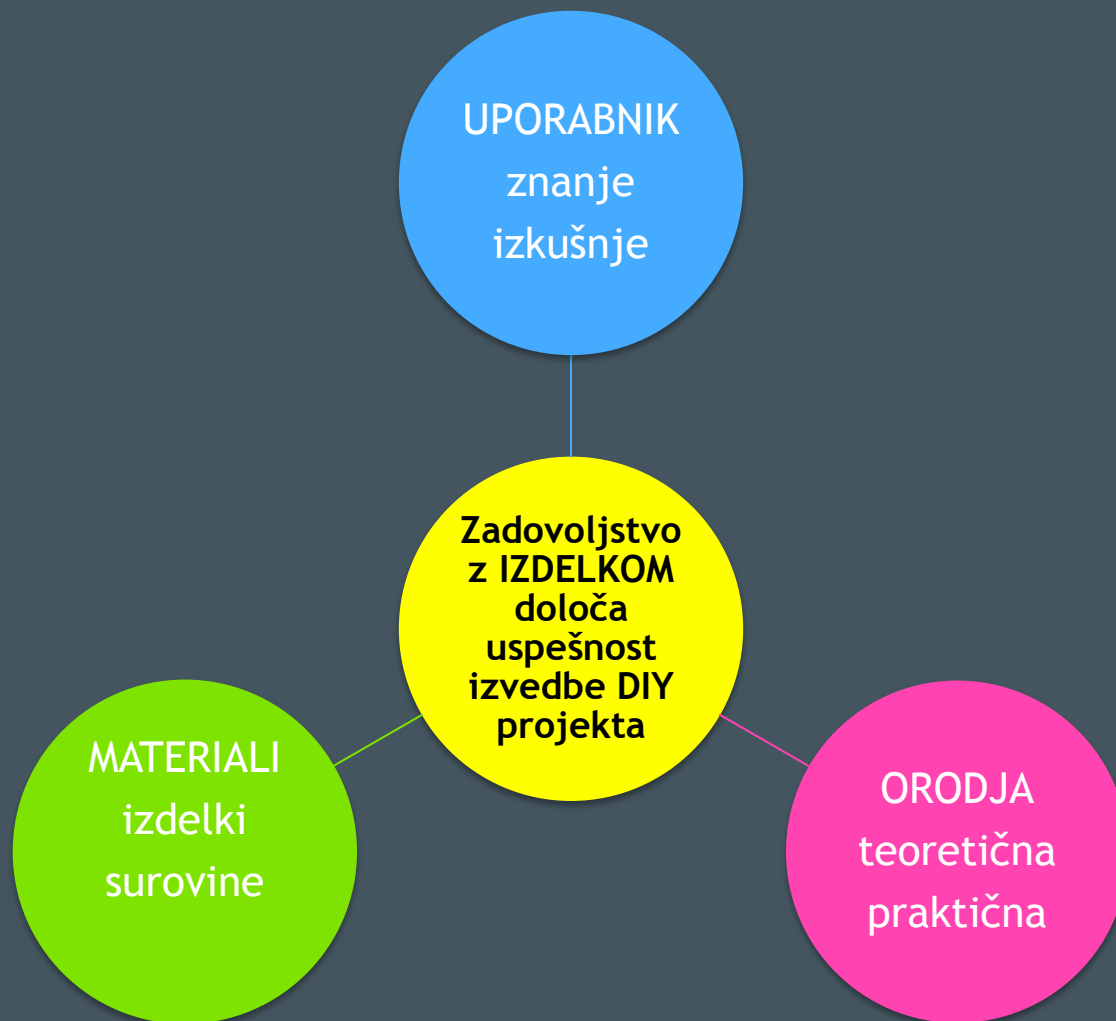 UPORABNIK
znanje
izkušnje
Zadovoljstvo
z IZDELKOM
določa
uspešnost
izvedbe DIY
projekta
MATERIALI
izdelki
surovine
ORODJA
teoretična
praktična